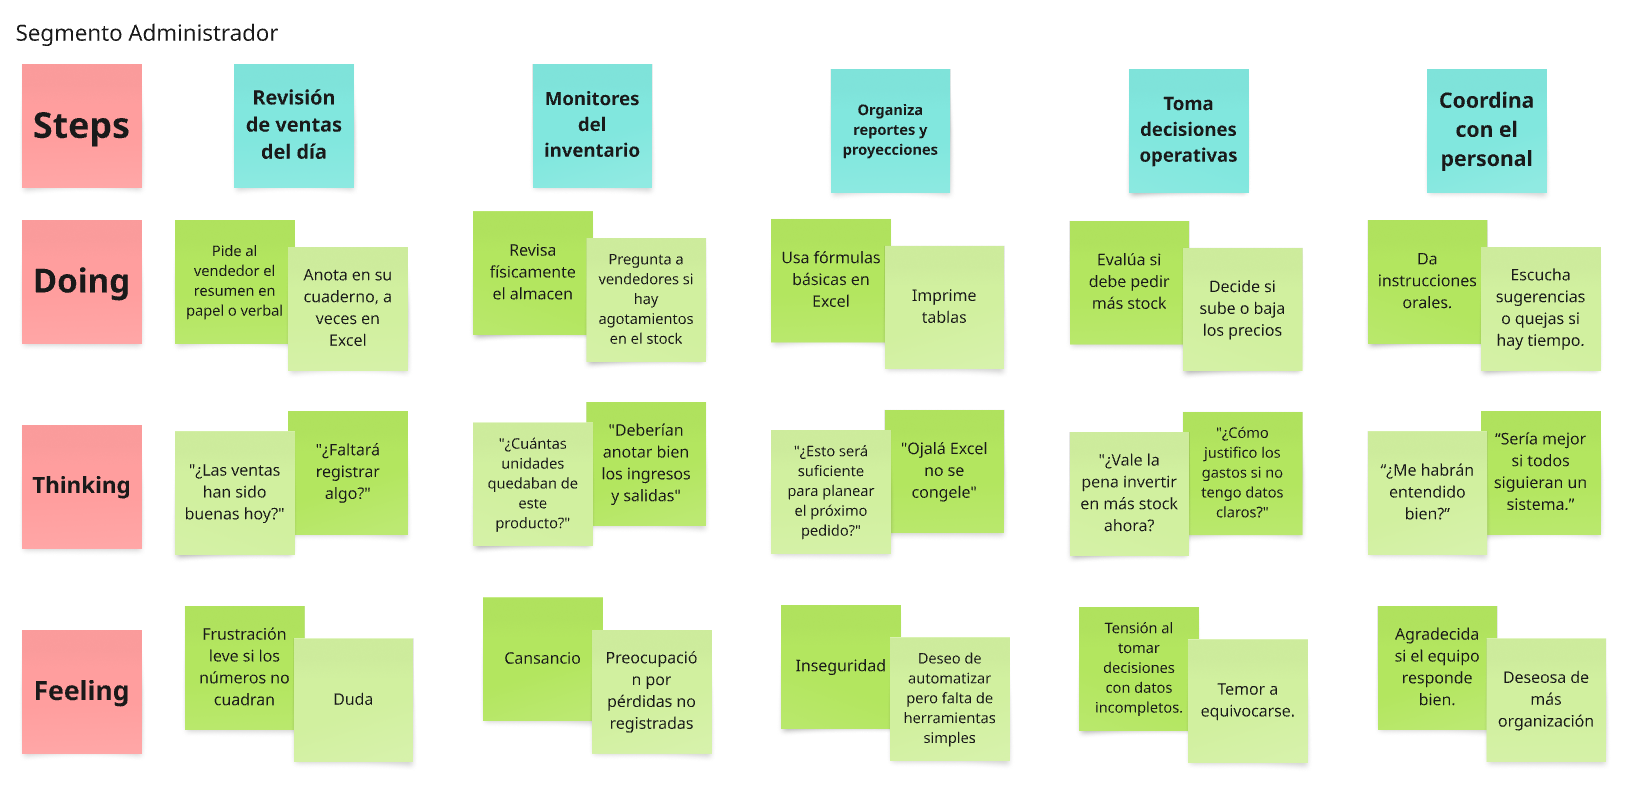 Segmento Administrador
Steps
Revisión
de ventas
del día
Monitores
del
inventario
Organiza
reportes y
proyecciones
Toma
decisiones
operativas
Coordina
con el
personal
Doing
Pide al
vendedor el
resumen en
papel o verbal
Anota en su
cuaderno, a
veces en
Excel
Revisa
físicamente
el almacen
Pregunta a
vendedores si
hay
agotamientos
en el stock
Usa fórmulas
básicas en
Excel
Imprime
tablas
Evalúa si
debe pedir
más stock
Decide si
sube o baja
los precios
Da
instrucciones
orales.
Escucha
sugerencias
o quejas si
hay tiempo.
Thinking
"¿Las ventas
han sido
buenas hoy?"
"¿Faltará
registrar
algo?"
"¿Cuántas
unidades
quedaban de
este
producto?"
"Deberían
anotar bien
los ingresos
y salidas"
"¿Esto será
suficiente
para planear
el próximo
pedido?"
"Ojalá Excel
no se
congele"
"¿Vale la
pena invertir
en más stock
ahora?
"¿Cómo
justifico los
gastos si no
tengo datos
claros?"
“¿Me habrán
entendido
bien?”
“Sería mejor
si todos
siguieran un
sistema.”
Feeling
Frustración
leve si los
números no
cuadran
Duda
Cansancio
Preocupació
n por
pérdidas no
registradas
Inseguridad
Deseo de
automatizar
pero falta de
herramientas
simples
Tensión al
tomar
decisiones
con datos
incompletos.
Temor a
equivocarse.
Agradecida
si el equipo
responde
bien.
Deseosa de
más
organización